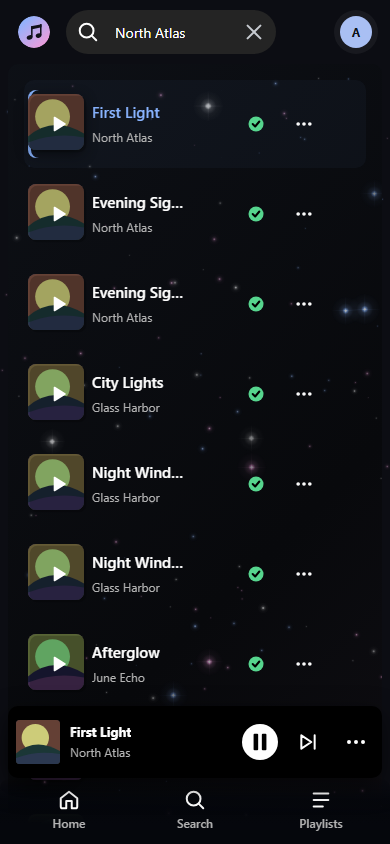 North Atlas
A
First Light
North Atlas
Evening Sig...
North Atlas
Evening Sig...
North Atlas
City Lights
Glass Harbor
Night Wind...
Glass Harbor
Night Wind...
Glass Harbor
Afterglow
June Echo
First Light
North Atlas
Home
Search
Playlists